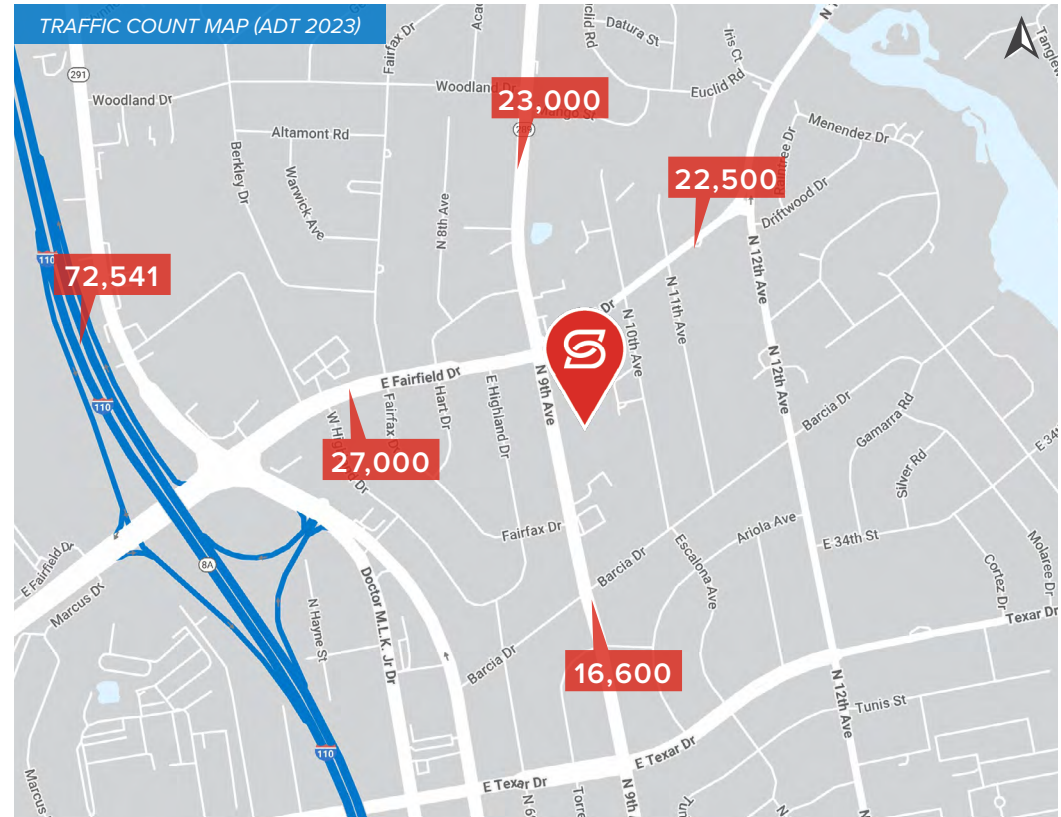 TRAFFIC COUNT MAP (ADT 2023)
Datura St
Iris Ct
291
Fairfax Dr
Woodland Dr
Euclid Rd
Woodland Dr
23,000
Altamont Rd
Menendez Dr
Berkley Dr
Warwick Ave
22,500
Driftwood Dr
N 8th Ave
N 12th Ave
110
72,541
N 11th Ave
Dr
N 10th Ave
N 12th Ave
E Fairfield Dr
N 9th Ave
E Highland Dr
Hart Dr
Fairfax Dr
Barcia Dr
Gamarra Rd
110
27,000
Silver Rd
Fairfax Dr
Ariola Ave
E 34th St
E Fairfield Dr
Marcus Dr
8A
Barcia Dr
Escalona Ave
Cortez Dr
Molaree Dr
Doctor M.L.K. Jr Dr
N Hayne St
Texar Dr
Barcia Dr
16,600
N 12th Ave
Tunis St
110
E Texar Dr
E Texar Dr
N 9th A